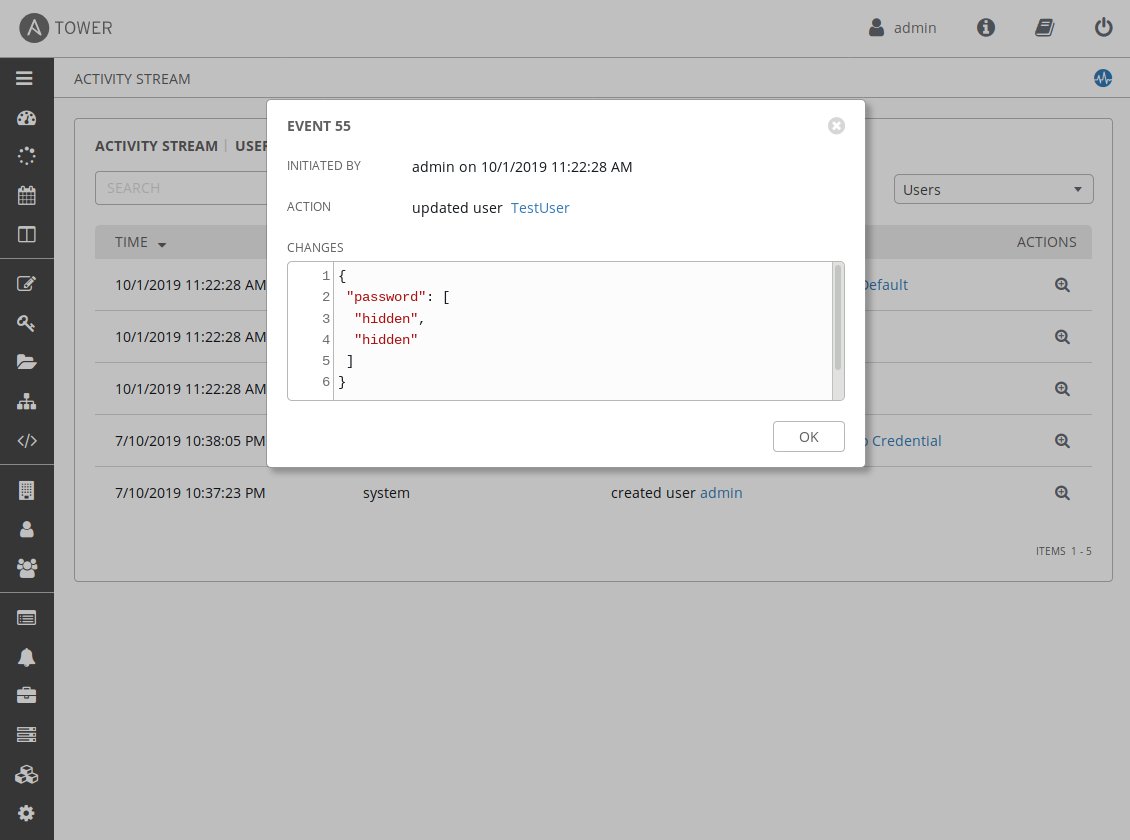 TOWER
admin
ACTIVITY STREAM
EVENT 55
INITIATED BY admin on 10/1/2019 11:22:28 AM
ACTION updated user TestUser
CHANGES
1 {
2 "password": [
3 "hidden",
4 "hidden"
5 ]
6 }
OK
ACTIVITY STREAM
SEARCH
Users
TIME ACTIONS
10/1/2019 11:22:28 AM Default
10/1/2019 11:22:28 AM
10/1/2019 11:22:28 AM
7/10/2019 10:38:05 PM Credential
7/10/2019 10:37:23 PM system created user admin
ITEMS 1 - 5